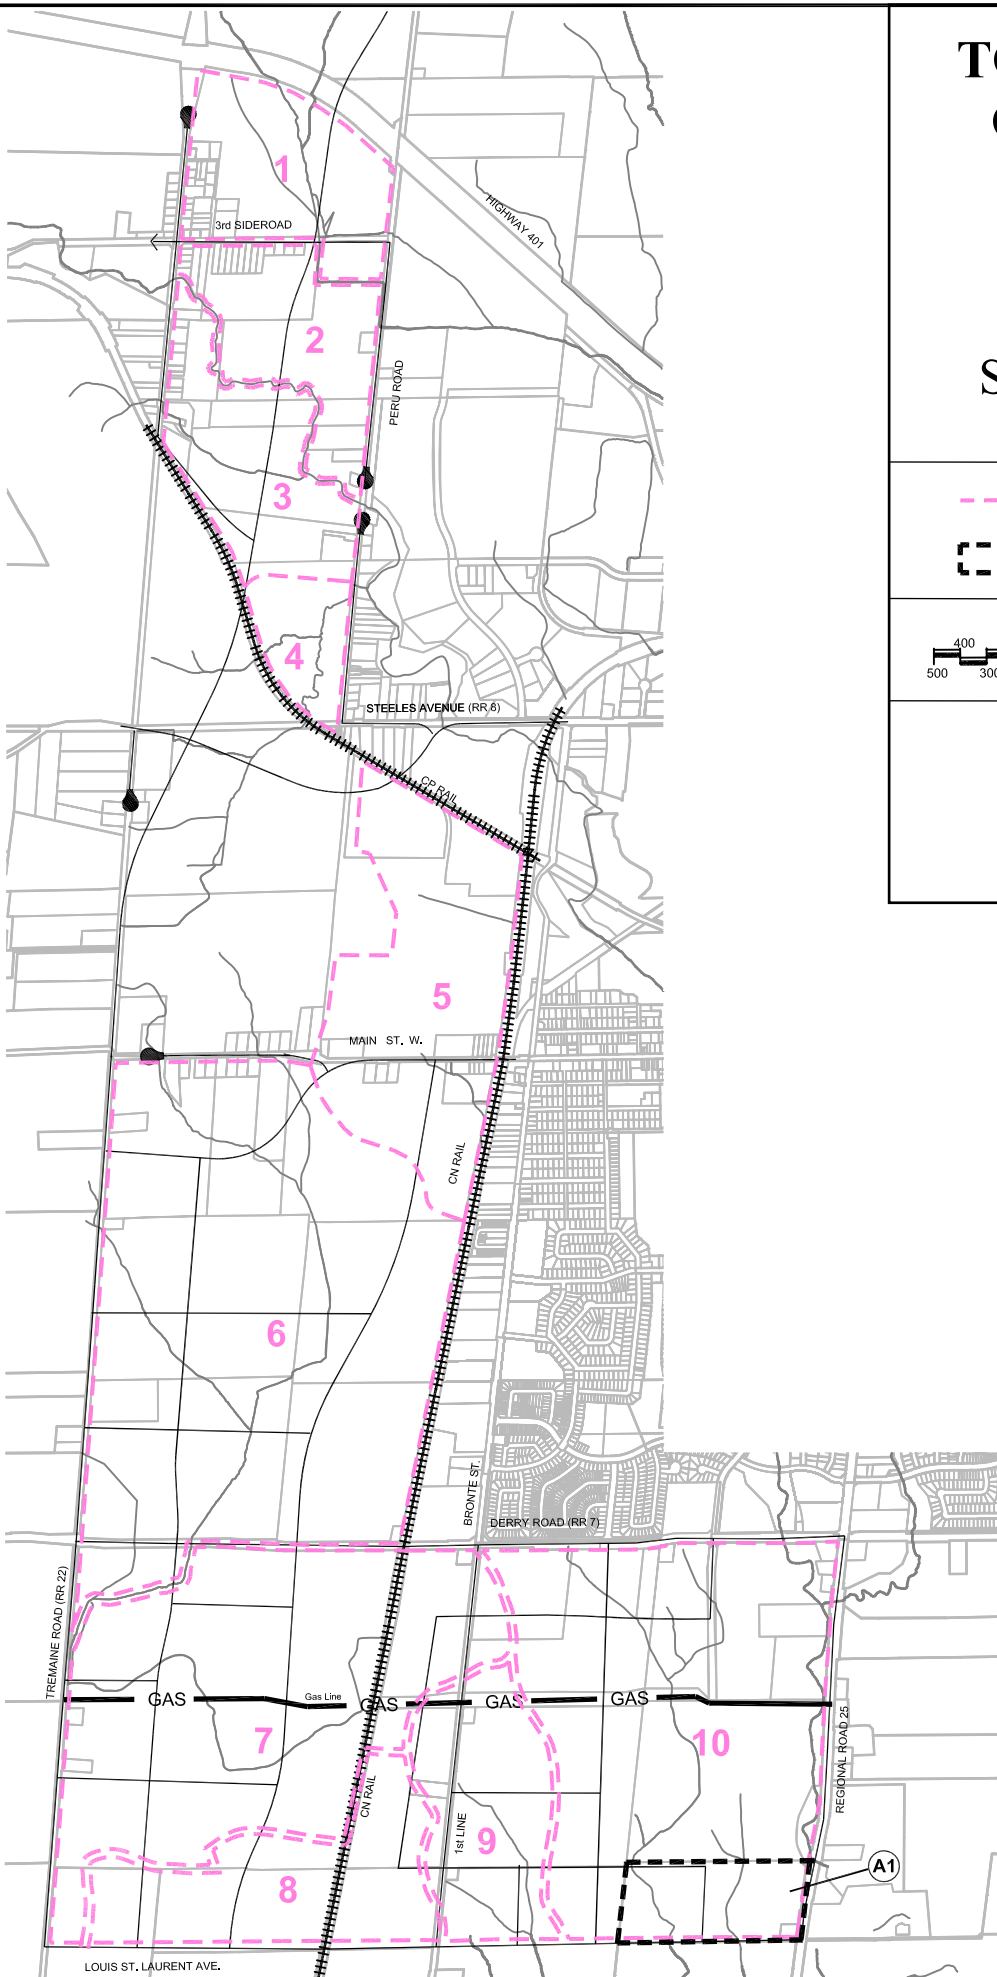 1
3rd SIDEROAD
HIGHWAY 401
2
PERU ROAD
3
4
400
500
STEELES AVENUE (RR 8)
CP RAIL
5
MAIN ST. W.
CN RAIL
6
BRONTE ST.
DERRY ROAD (RR 7)
TREMAINE ROAD (RR 22)
GAS
Gas Line
GAS
GAS
GAS
7
10
REGIONAL ROAD 25
CN RAIL
1st LINE
9
8
A1
LOUIS ST. LAURENT AVE.